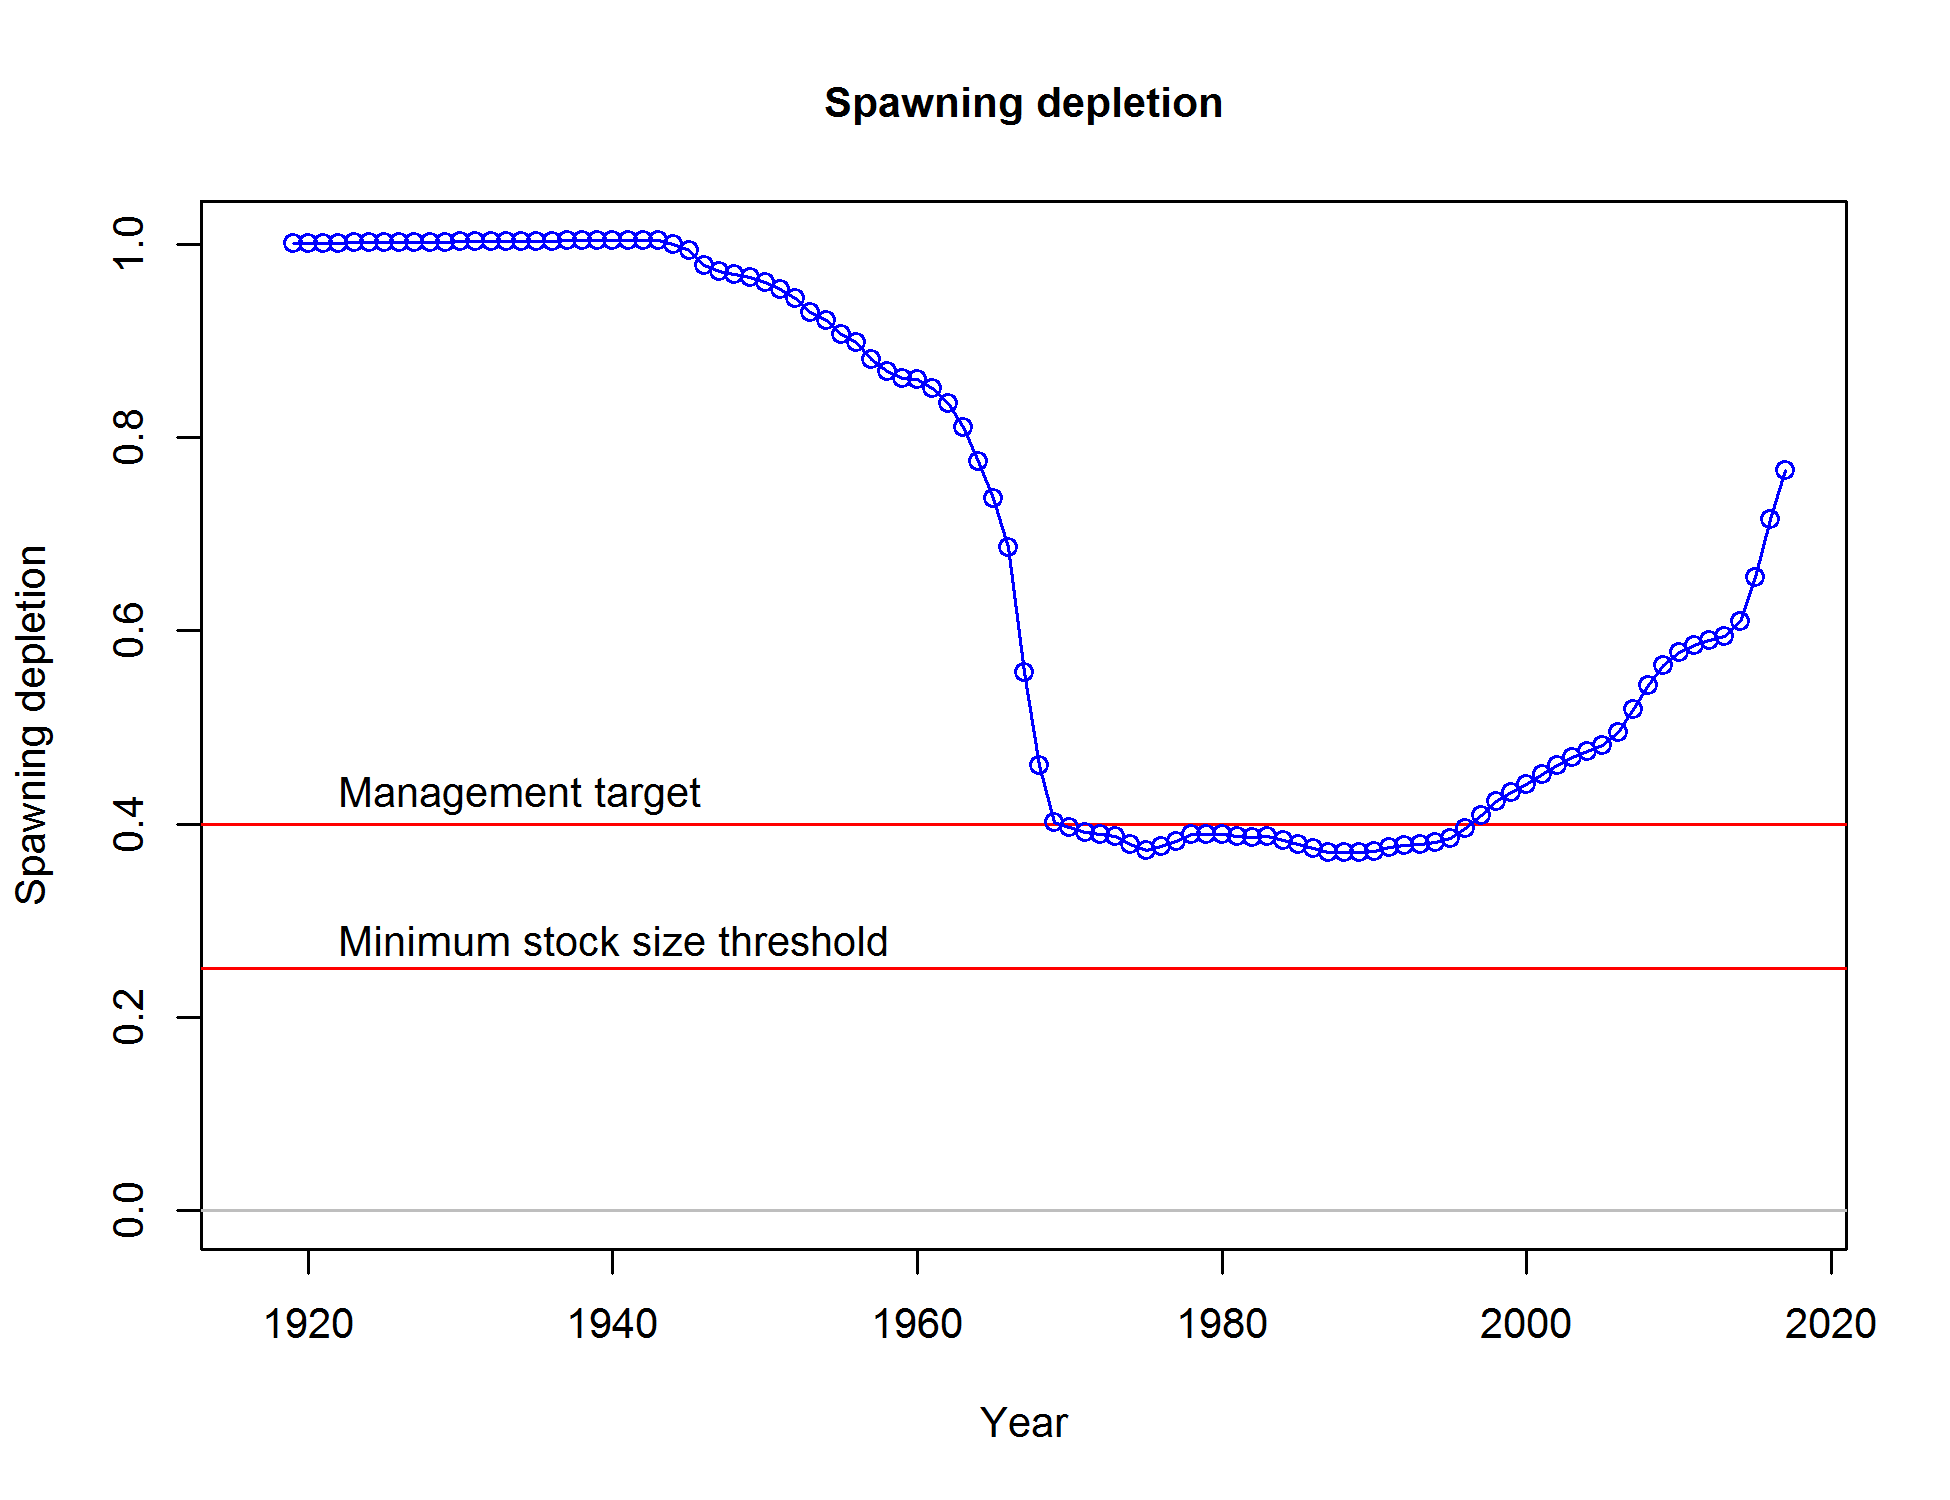 Spawning depletion
Spawning depletion
1.0
0.8
0.6
0.4
0.2
0.0
Management target
Minimum stock size threshold
1920 1940 1960 1980 2000 2020
Year